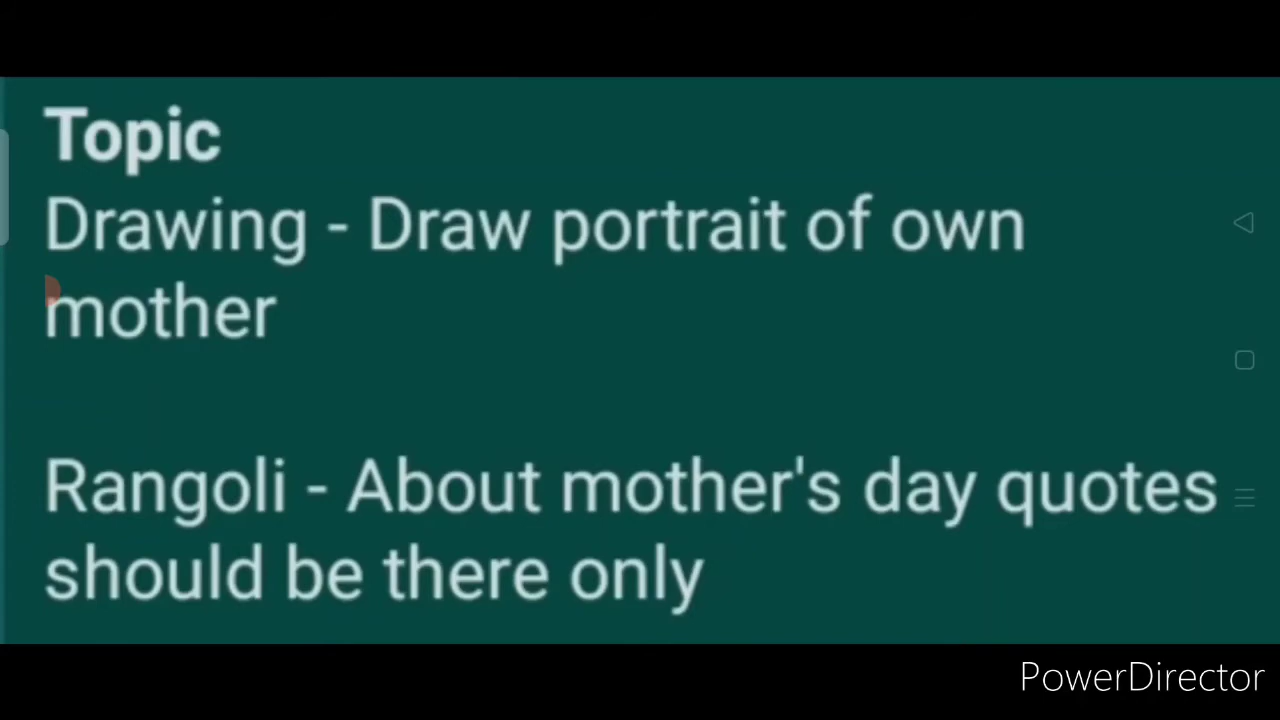 Topic
Drawing - Draw portrait of own
mother
Rangoli - About mother's day quotes
should be there only
PowerDirector